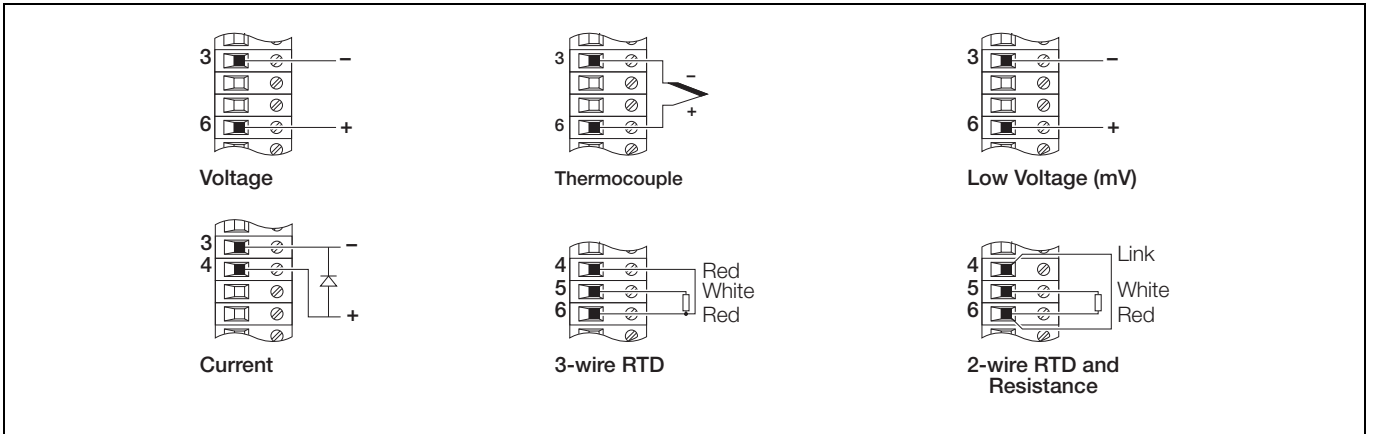 3 –
6 +
Voltage
3 –
6 +
Thermocouple
3 –
6 +
Low Voltage (mV)
3 –
4
+
Current
4 Red
5 White
6 Red
3-wire RTD
Link
4
5 White
6 Red
2-wire RTD and
Resistance